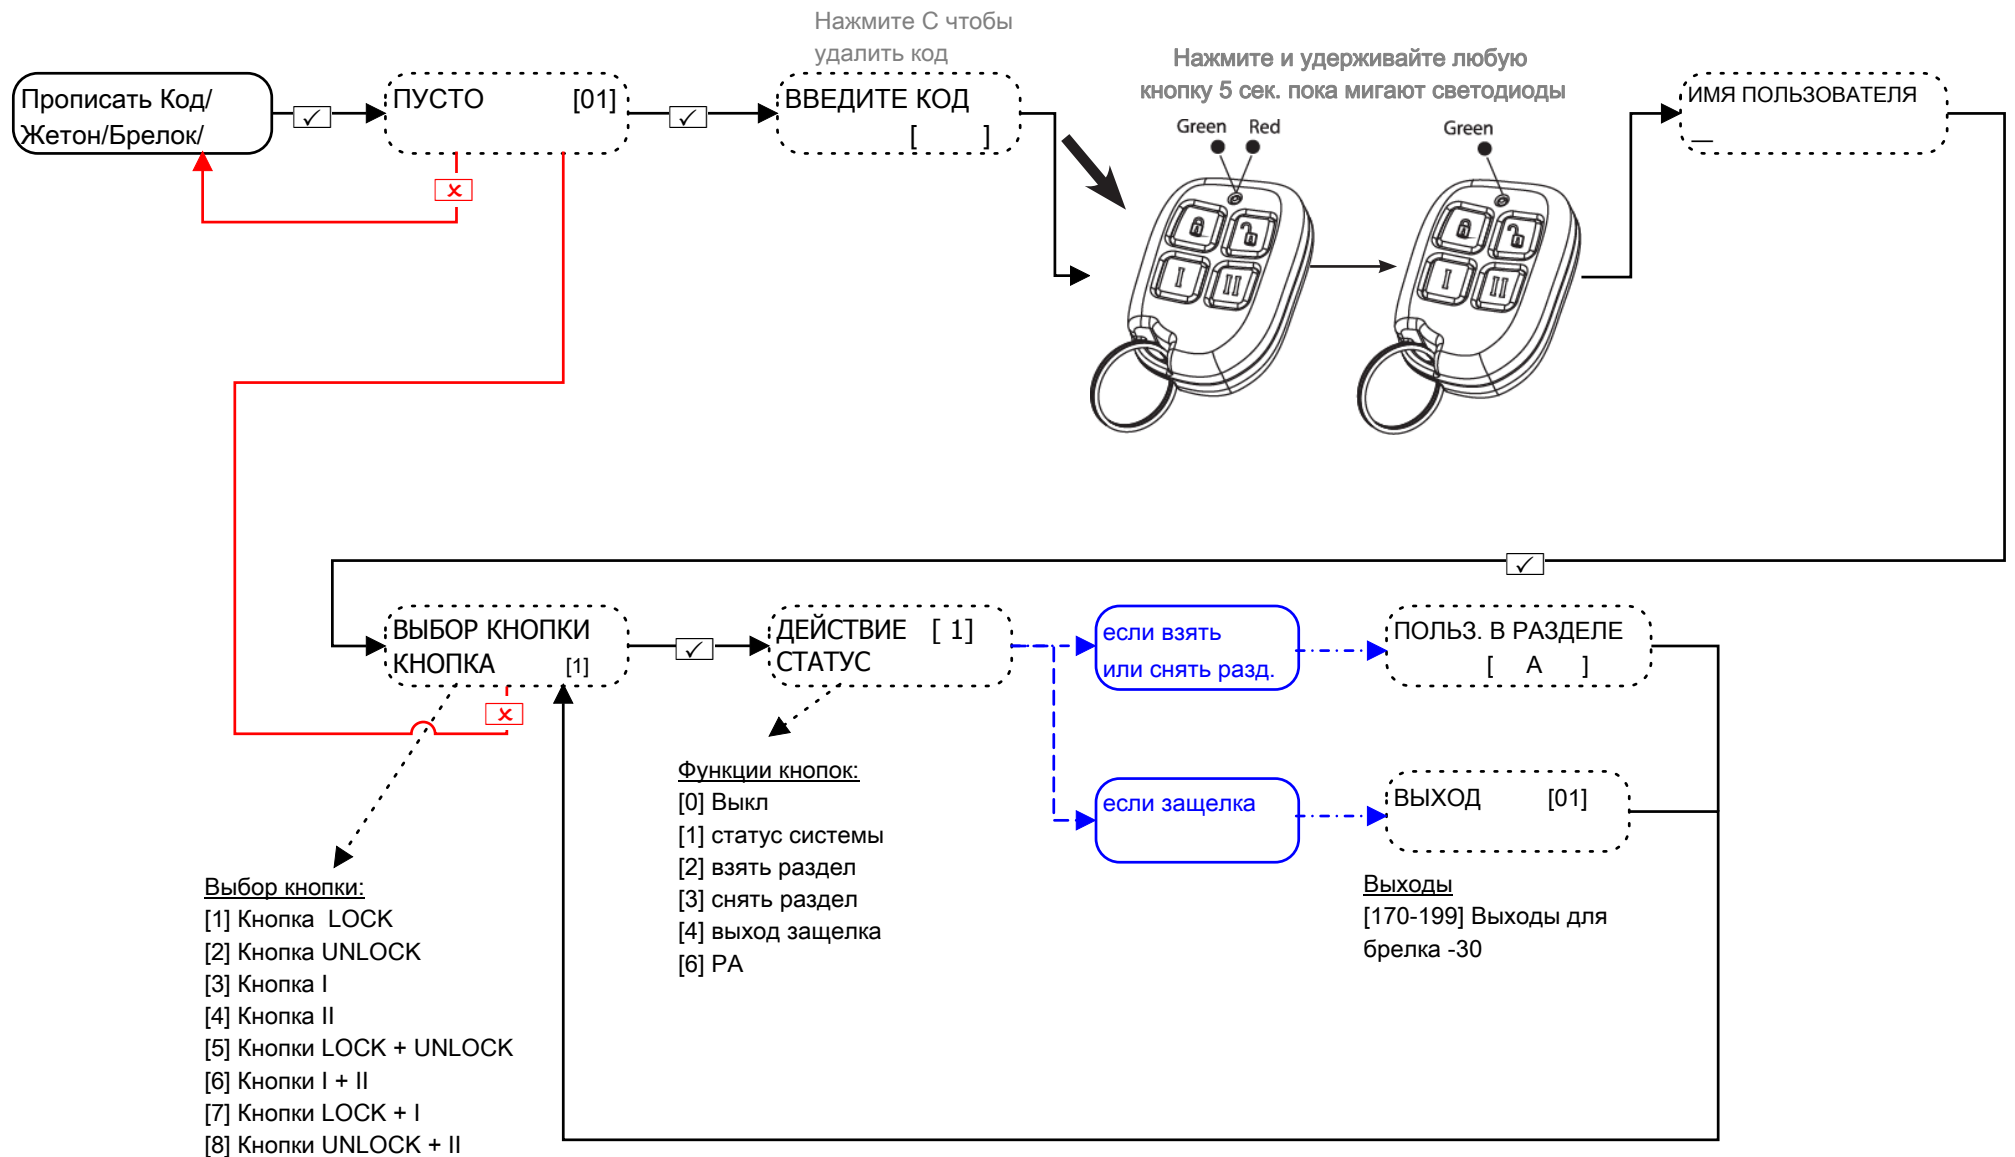 Нажмите С чтобы
удалить код
Нажмите и удерживайте любую
кнопку 5 сек. пока мигают светодиоды
Прописать Код/
Жетон/Брелок/
ПУСТО [01]
ВВЕДИТЕ КОД
[ ]
Green Red
Green
ИМЯ ПОЛЬЗОВАТЕЛЯ
__
I II
I II
ВЫБОР КНОПКИ
КНОПКА [1]
ДЕЙСТВИЕ [ 1]
СТАТУС
если взять
или снять разд.
ПОЛЬЗ. В РАЗДЕЛЕ
[ А ]
если защелка
ВЫХОД [01]
Функции кнопок:
[0] Выкл
[1] статус системы
[2] взять раздел
[3] снять раздел
[4] выход защелка
[6] РА
Выходы
[170-199] Выходы для
брелка -30
Выбор кнопки:
[1] Кнопка LOCK
[2] Кнопка UNLOCK
[3] Кнопка I
[4] Кнопка II
[5] Кнопки LOCK + UNLOCK
[6] Кнопки I + II
[7] Кнопки LOCK + I
[8] Кнопки UNLOCK + II